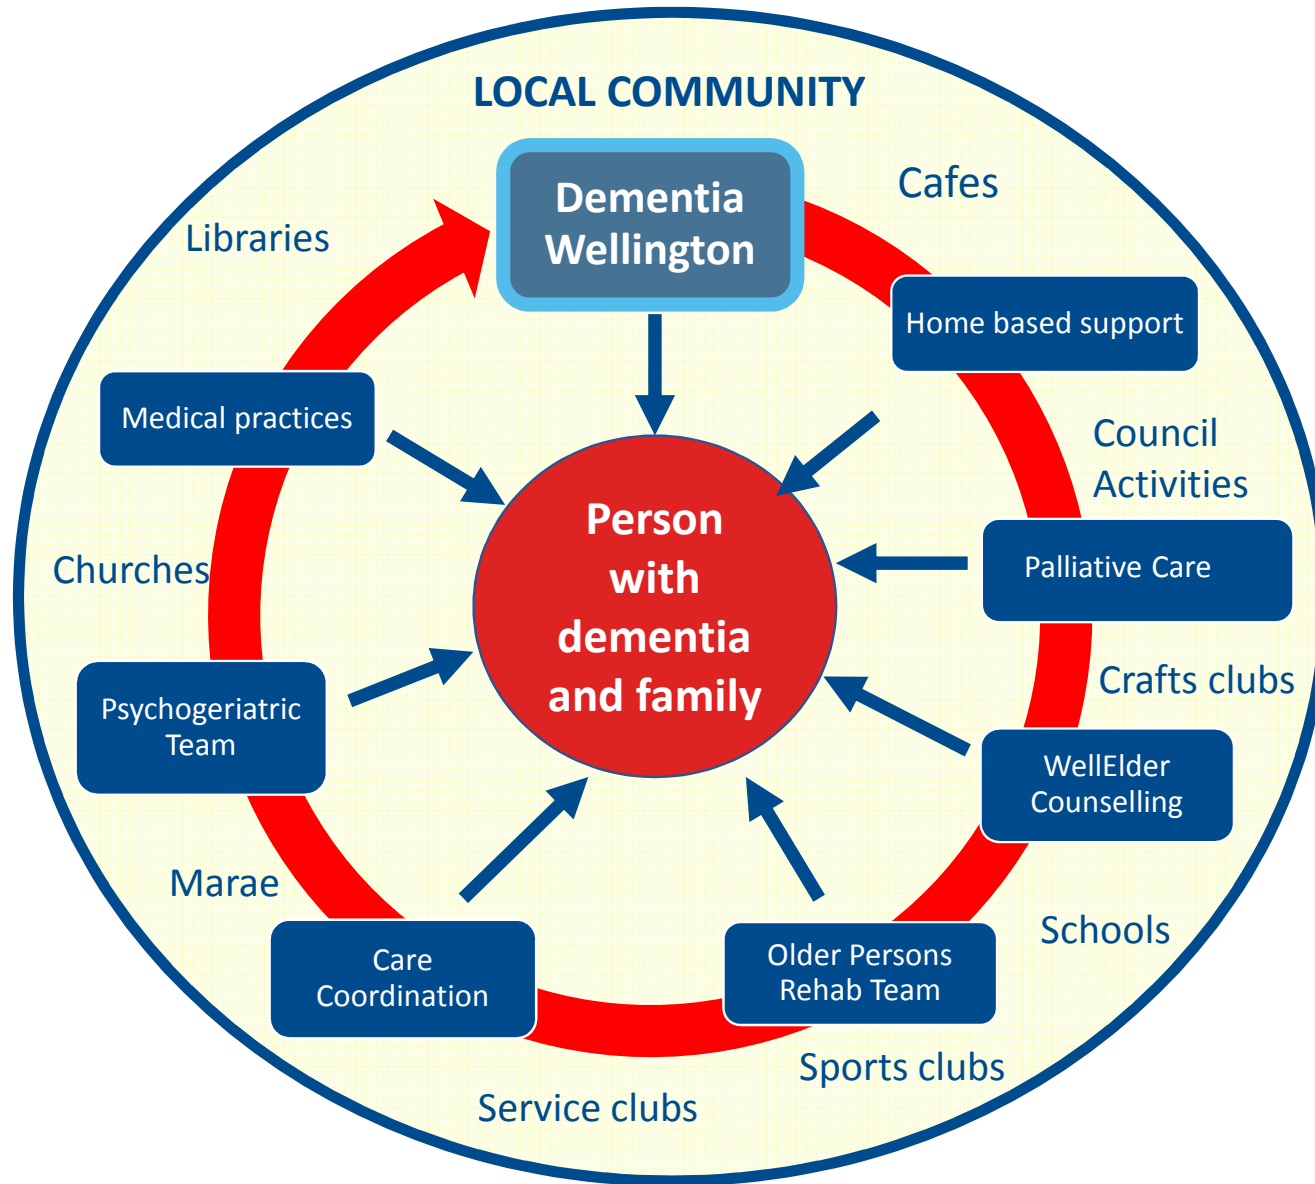 LOCAL COMMUNITY
Dementia
Wellington
Cafes
Libraries
Home based support
Medical practices
Council
Activities
Person
with
dementia
and family
Churches
Palliative Care
Psychogeriatric
Team
Crafts clubs
WellElder
Counselling
Marae
Schools
Care
Coordination
Older Persons
Rehab Team
Sports clubs
Service clubs